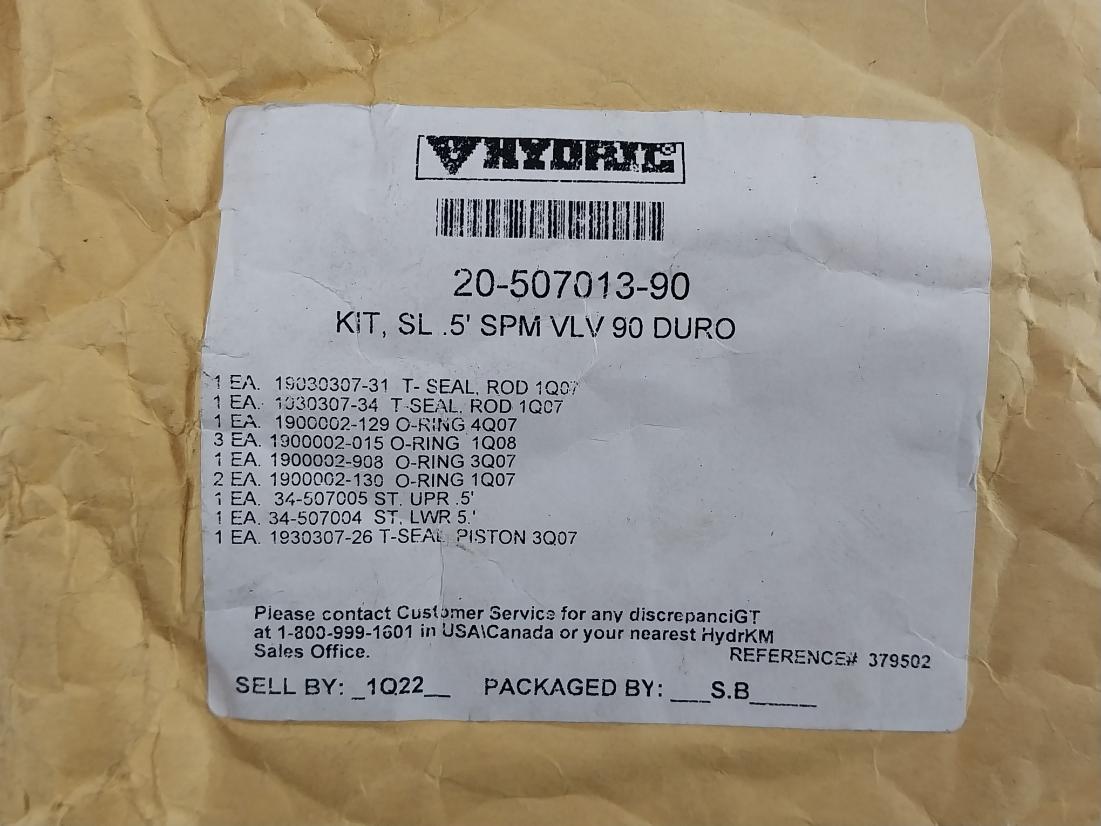 HYDRIL®
20-507013-90
KIT, SL .5' SPM VLV 90 DURO
1 EA. 19030307-31 T- SEAL, ROD 1Q07
1 EA. 1930307-34 T-SEAL, ROD 1Q07
1 EA. 1900002-129 O-RING 4Q07
3 EA. 1900002-015 O-RING 1Q08
1 EA. 1900002-908 O-RING 3Q07
2 EA. 1900002-130 O-RING 1Q07
1 EA. 34-507005 ST, UPR .5'
1 EA. 34-507004 ST, LWR 5.'
1 EA. 1930307-26 T-SEAL PISTON 3Q07
Please contact Customer Service for any discrepanciGT
at 1-800-999-1601 in USA\Canada or your nearest HydrKM
Sales Office.
REFERENCE# 379502
SELL BY: _1Q22__ PACKAGED BY: ___S.B_____